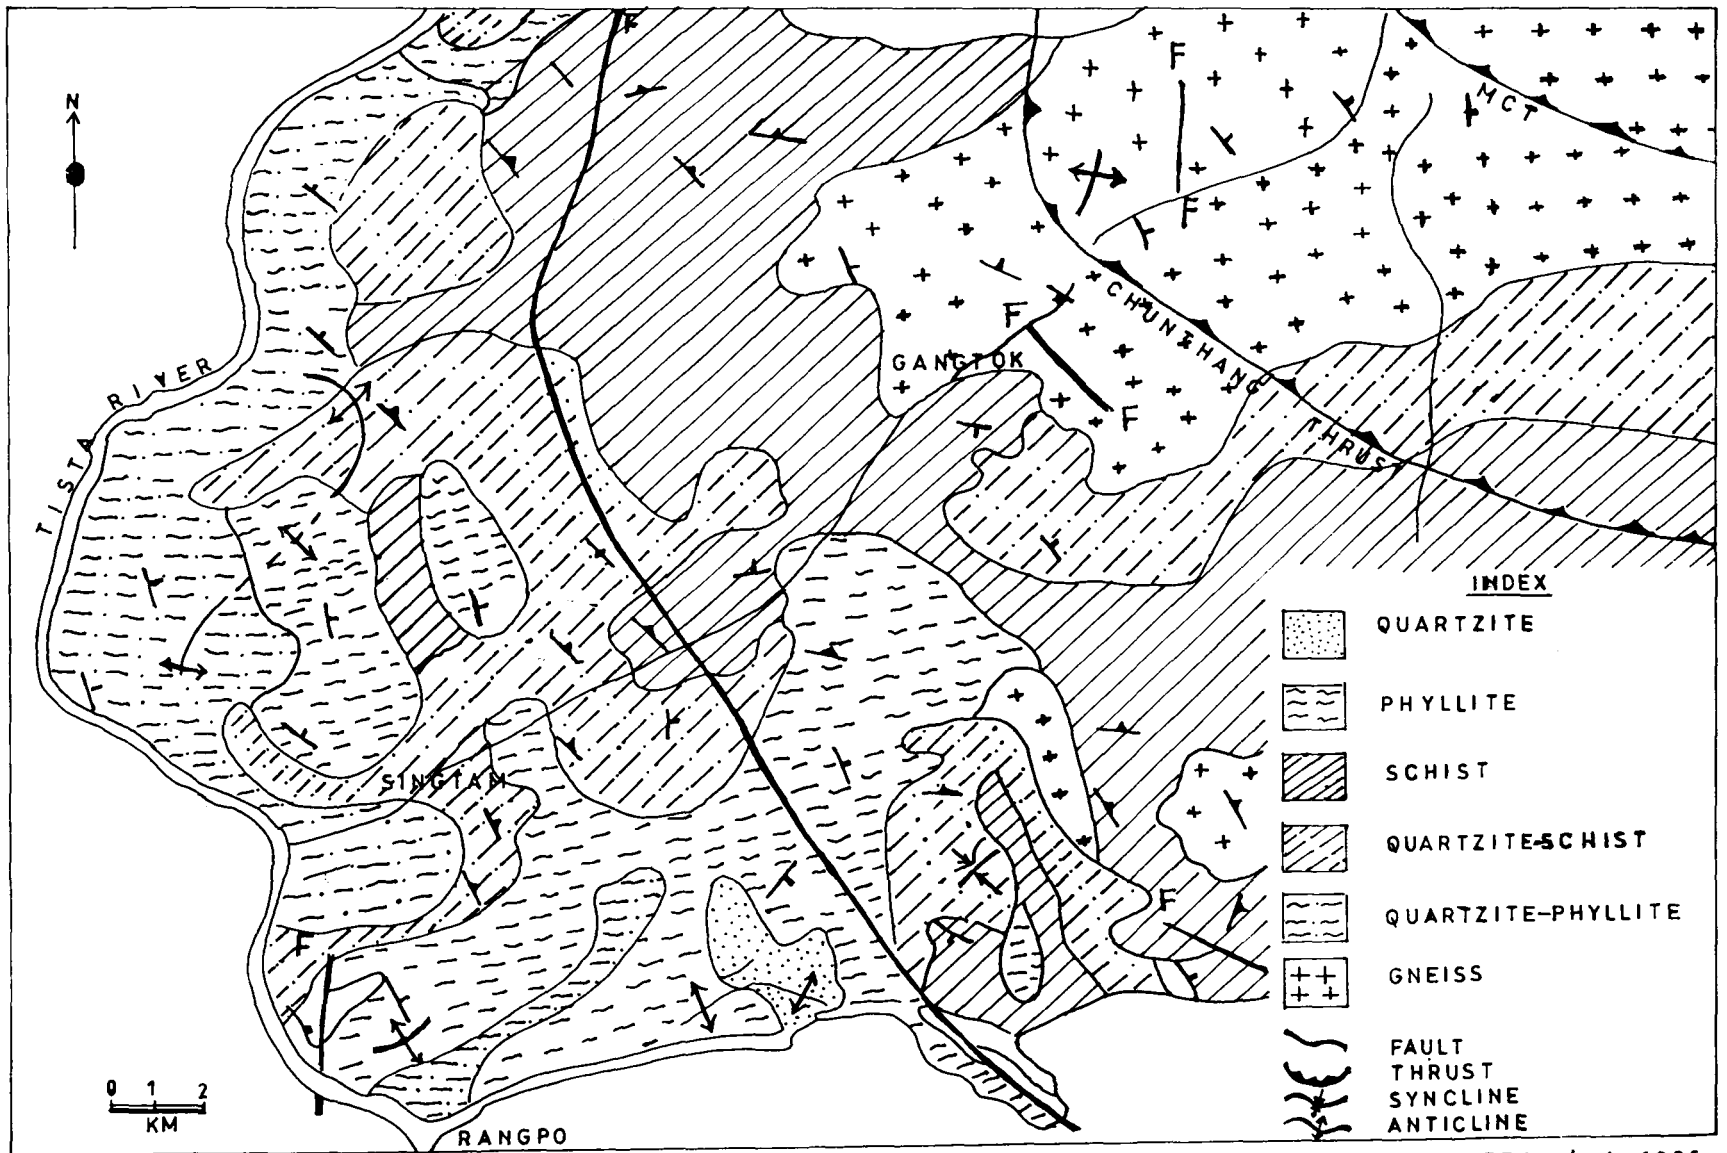 F
N
F
MCT
F
CHUNTHANG THRUST
F
GANGTOK
F
TISTA RIVER
SINGTAM
F
F
0 1 2
KM
RANGPO
INDEX
QUARTZITE
PHYLLITE
SCHIST
QUARTZITE-SCHIST
QUARTZITE-PHYLLITE
GNEISS
FAULT
THRUST
SYNCLINE
ANTICLINE